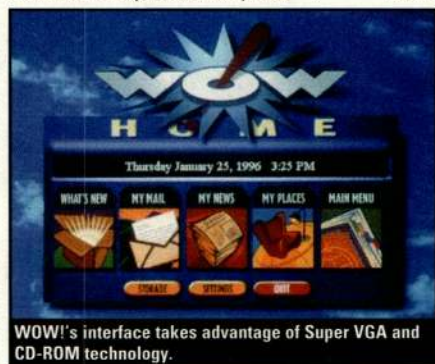 WOW
HOME
Thursday January 25, 1996 3:25 PM
WHAT'S NEW MY MAIL MY NEWS MY PLACES MAIN MENU
STORAGE SETTINGS QUIT
WOW!'s interface takes advantage of Super VGA and
CD-ROM technology.